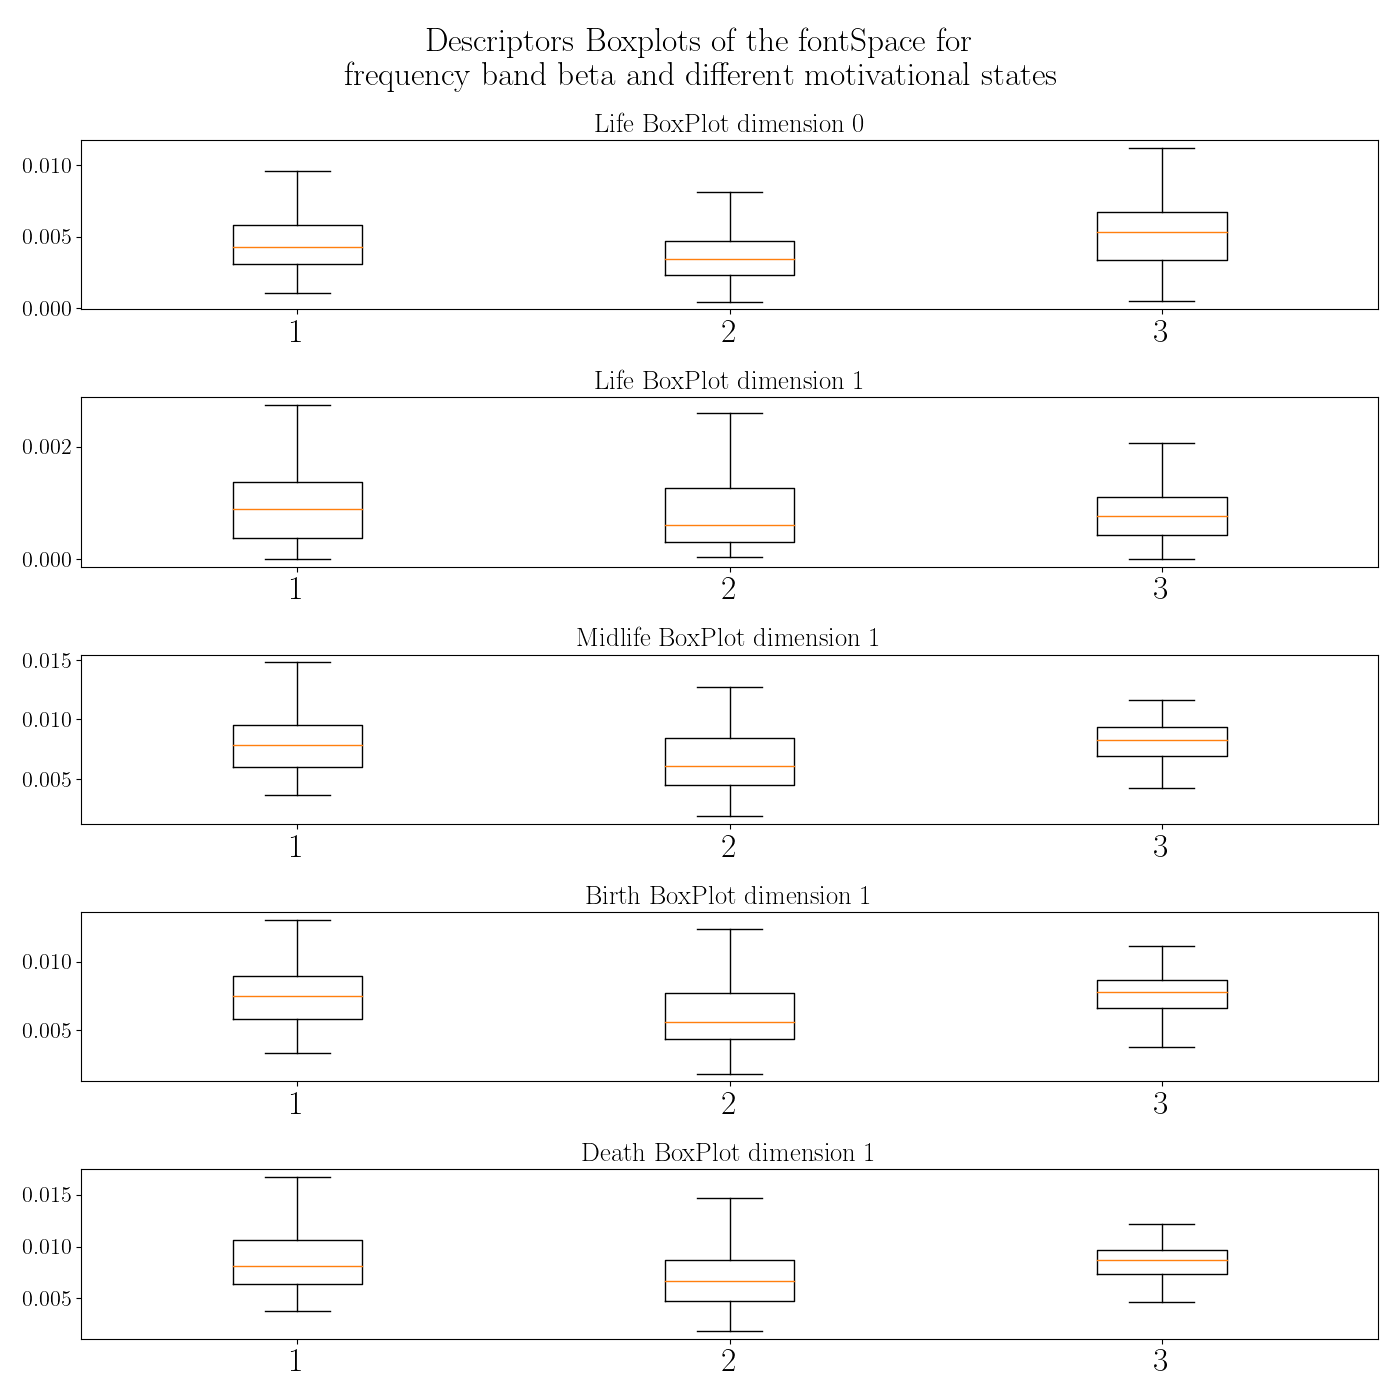 Descriptors Boxplots of the fontSpace for
frequency band beta and different motivational states
Life BoxPlot dimension 0
0.010
0.005
0.000
1 2 3
Life BoxPlot dimension 1
0.002
0.000
1 2 3
Midlife BoxPlot dimension 1
0.015
0.010
0.005
1 2 3
Birth BoxPlot dimension 1
0.010
0.005
1 2 3
Death BoxPlot dimension 1
0.015
0.010
0.005
1 2 3